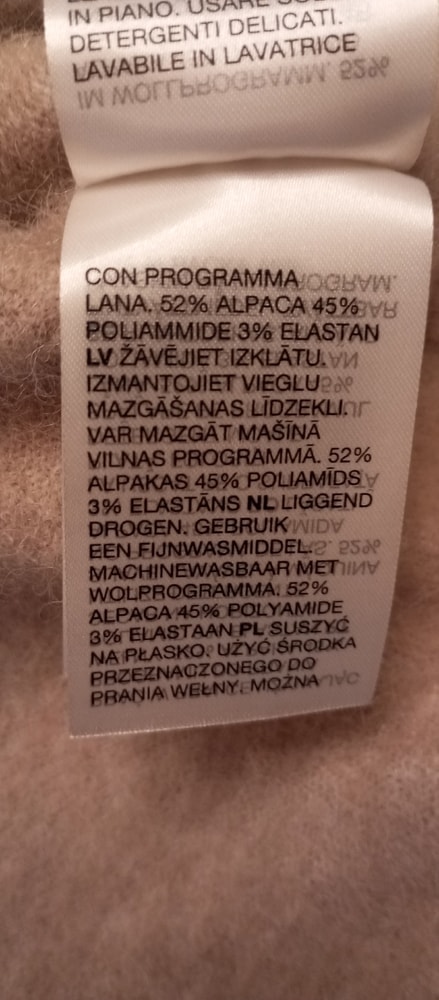 IN PIANO. USARE
DETERGENTI DELICATI.
LAVABILE IN LAVATRICE
IM WOLLPROGRAMM. 52%
CON PROGRAMMA
LANA. 52% ALPACA 45%
POLIAMMIDE 3% ELASTAN
LV ŽĀVĒJIET IZKLĀTU.
IZMANTOJIET VIEGLU
MAZGĀŠANAS LĪDZEKLI.
VAR MAZGĀT MAŠĪNĀ
VILNAS PROGRAMMĀ. 52%
ALPAKAS 45% POLIAMĪDS
3% ELASTĀNS NL LIGGEND
DROGEN. GEBRUIK
EEN FIJNWASMIDDEL.
MACHINEWASBAAR MET
WOLPROGRAMMA. 52%
ALPACA 45% POLYAMIDE
3% ELASTAAN PL SUSZYĆ
NA PŁASKO. UŻYĆ ŚRODKA
PRZEZNACZONEGO DO
PRANIA WEŁNY. MOŻNA